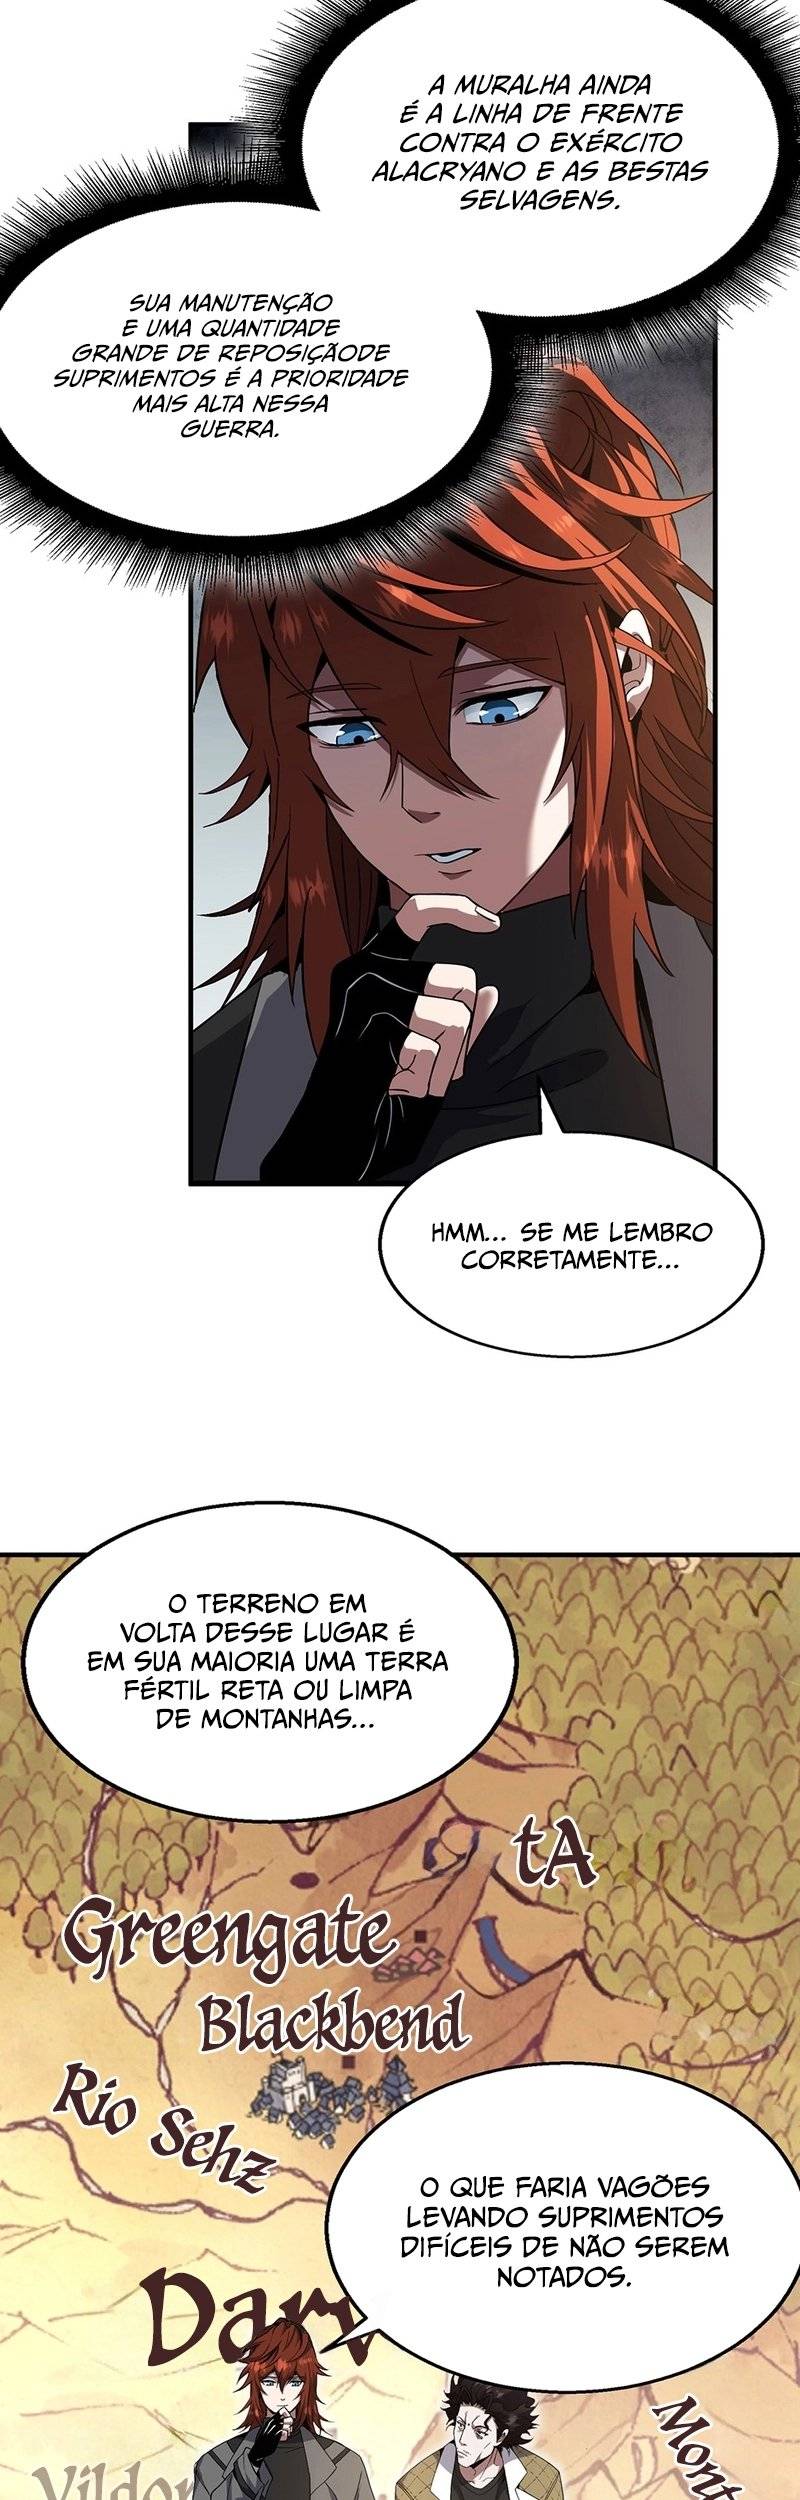 A MURALHA AINDA
É A LINHA DE FRENTE
CONTRA O EXÉRCITO
ALACRYANO E AS BESTAS
SELVAGENS.
SUA MANUTENÇÃO
E UMA QUANTIDADE
GRANDE DE REPOSIÇÃODE
SUPRIMENTOS É A PRIORIDADE
MAIS ALTA NESSA
GUERRA.
HMM... SE ME LEMBRO
CORRETAMENTE...
O TERRENO EM
VOLTA DESSE LUGAR É
EM SUA MAIORIA UMA TERRA
FÉRTIL RETA OU LIMPA
DE MONTANHAS...
tA
Greengate
Blackbend
Rio Sehz
O QUE FARIA VAGÕES
LEVANDO SUPRIMENTOS
DIFÍCEIS DE NÃO SEREM
NOTADOS.
Darv
Mont
Vildor